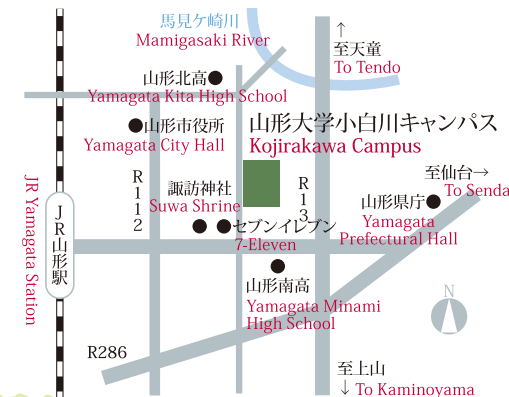 馬見ケ崎川
Mamigasaki River
↑
至天童
To Tendo
山形北高
Yamagata Kita High School
山形市役所
Yamagata City Hall
山形大学小白川キャンパス
Kojirakawa Campus
至仙台→
To Senda
R112
諏訪神社
Suwa Shrine
R13
山形県庁
Yamagata
Prefectural Hall
セブンイレブン
7-Eleven
JR山形駅
JR Yamagata Station
山形南高
Yamagata Minami
High School
N
R286
至上山
↓ To Kaminoyama